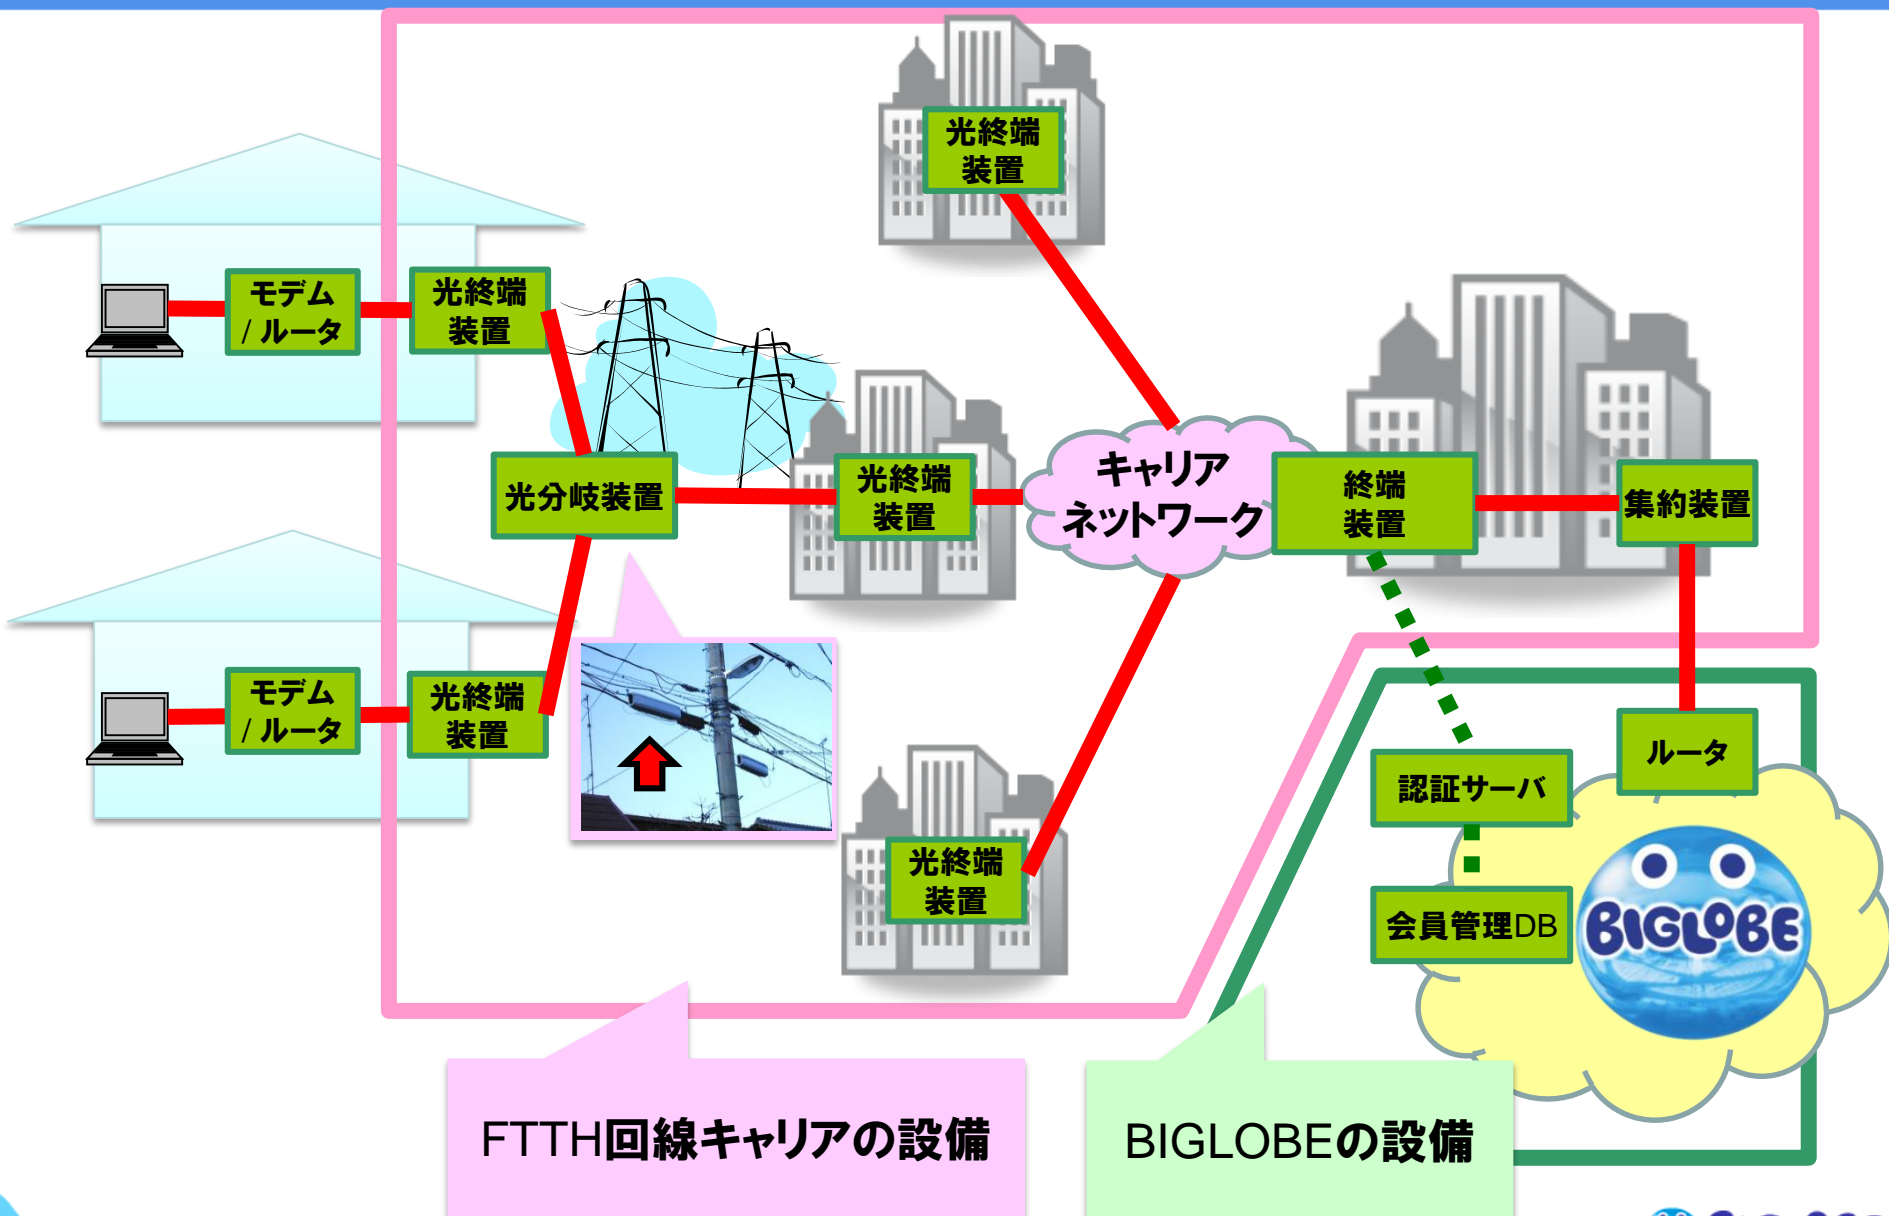 光終端
装置
モデム
/ ルータ
光終端
装置
光分岐装置
光終端
装置
キャリア
ネットワーク
終端
装置
集約装置
モデム
/ ルータ
光終端
装置
ルータ
認証サーバ
光終端
装置
会員管理DB
BIGLOBE
FTTH回線キャリアの設備
BIGLOBEの設備